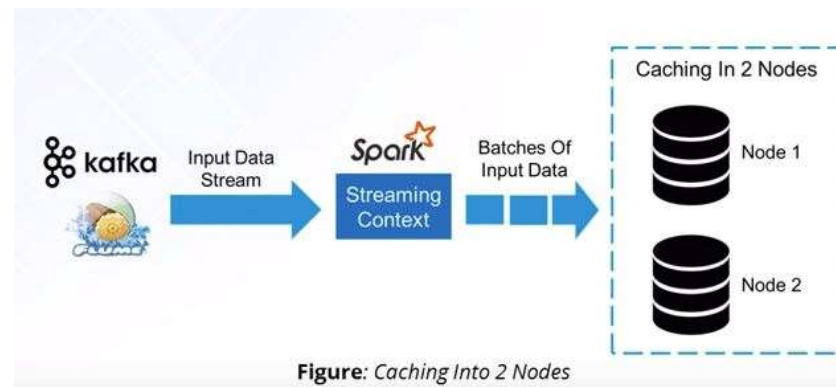 kafka
FLUME
Input Data
Stream
Spark
Streaming
Context
Batches Of
Input Data
Caching In 2 Nodes
Node 1
Node 2
Figure: Caching Into 2 Nodes